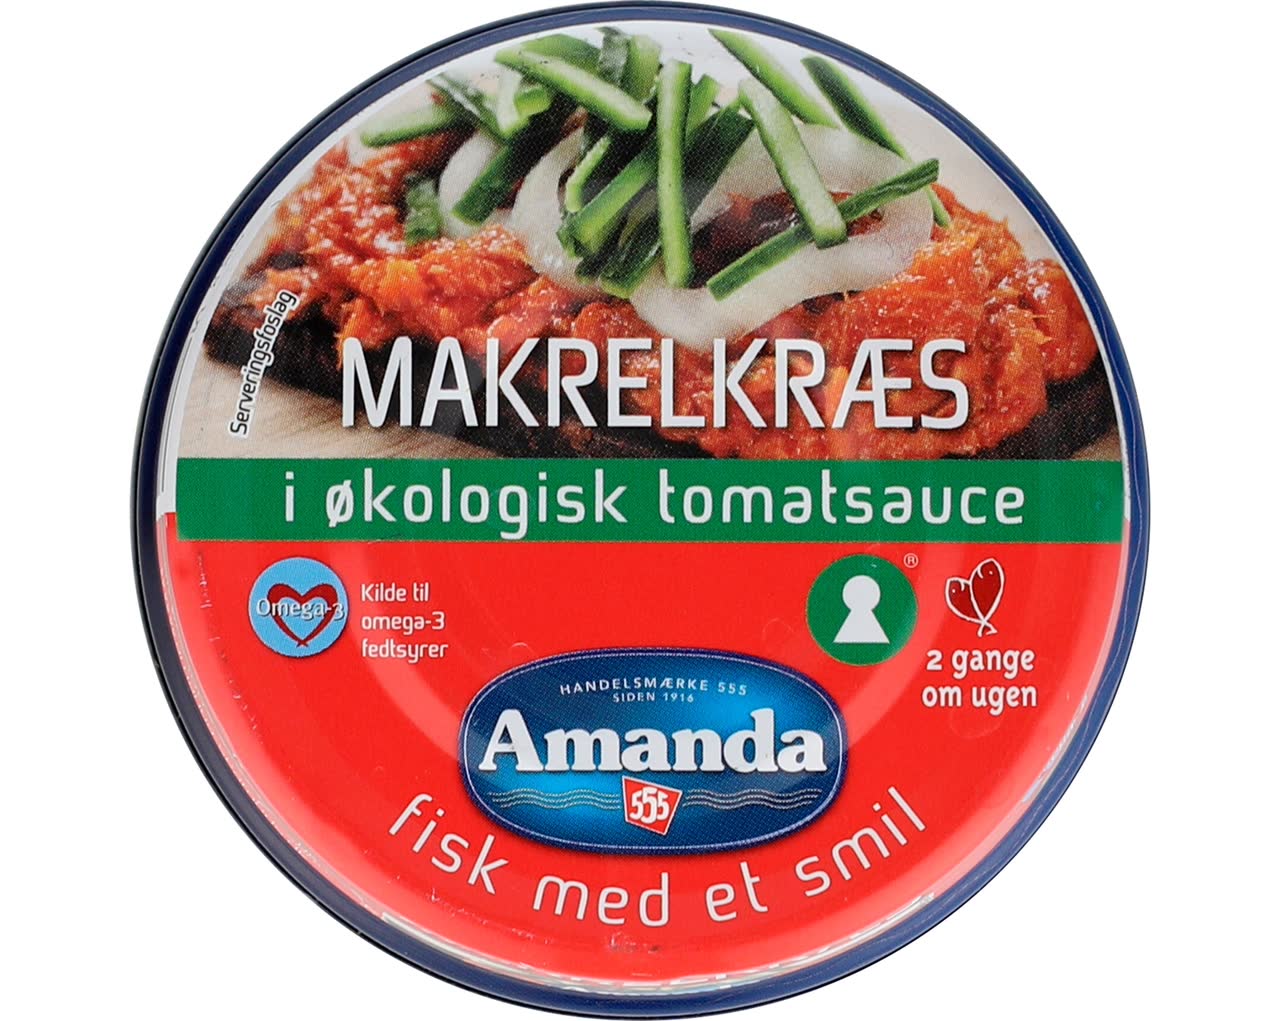 Serveringsfoslag
MAKRELKRÆS
i økologisk tomatsauce
Omega-3
Kilde til
omega-3
fedtsyrer
®
2 gange
om ugen
HANDELSMÆRKE 555
SIDEN 1916
Amanda
555
fisk med et smil